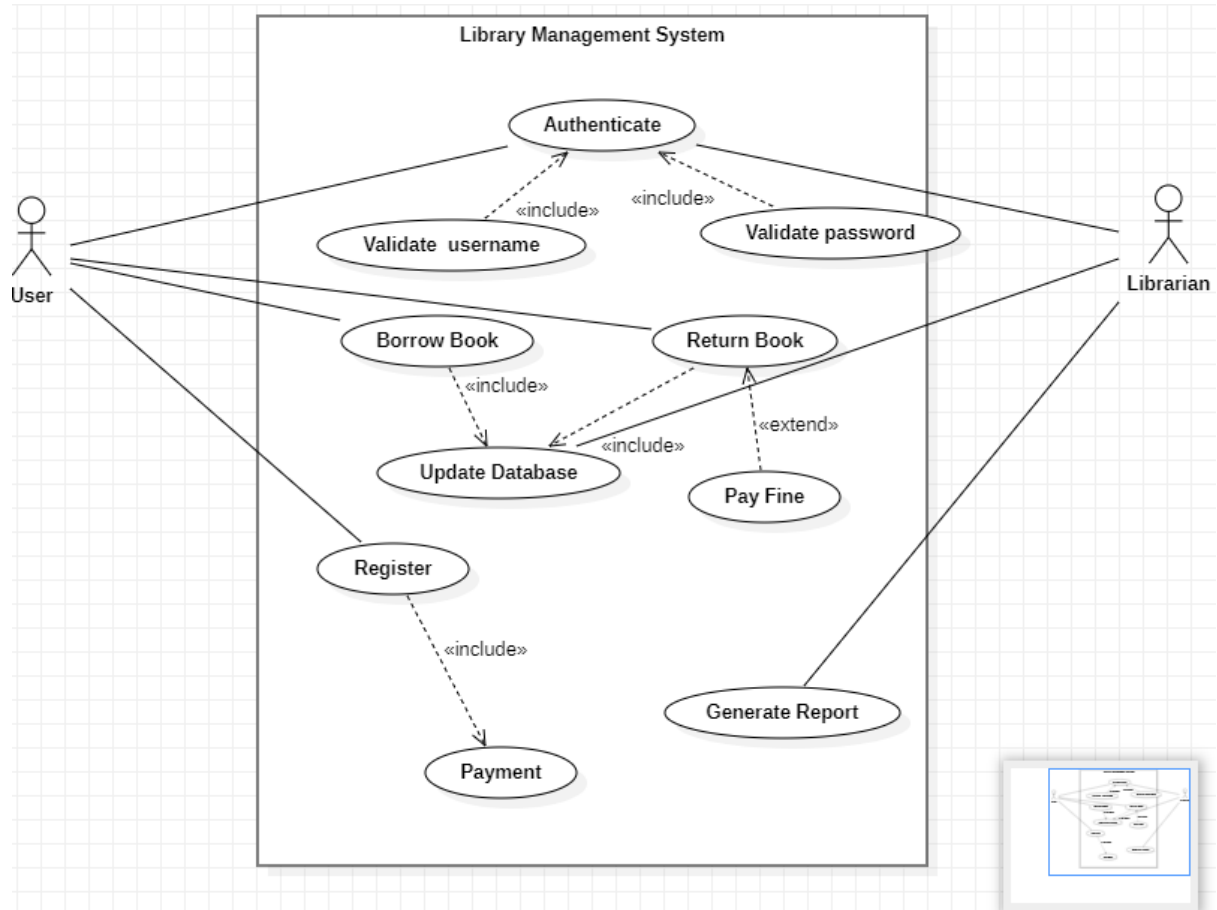 Library Management System
Authenticate
«include»
«include»
Validate username
Validate password
User
Librarian
Borrow Book
Return Book
«include»
«extend»
«include»
Update Database
Pay Fine
Register
«include»
Generate Report
Payment